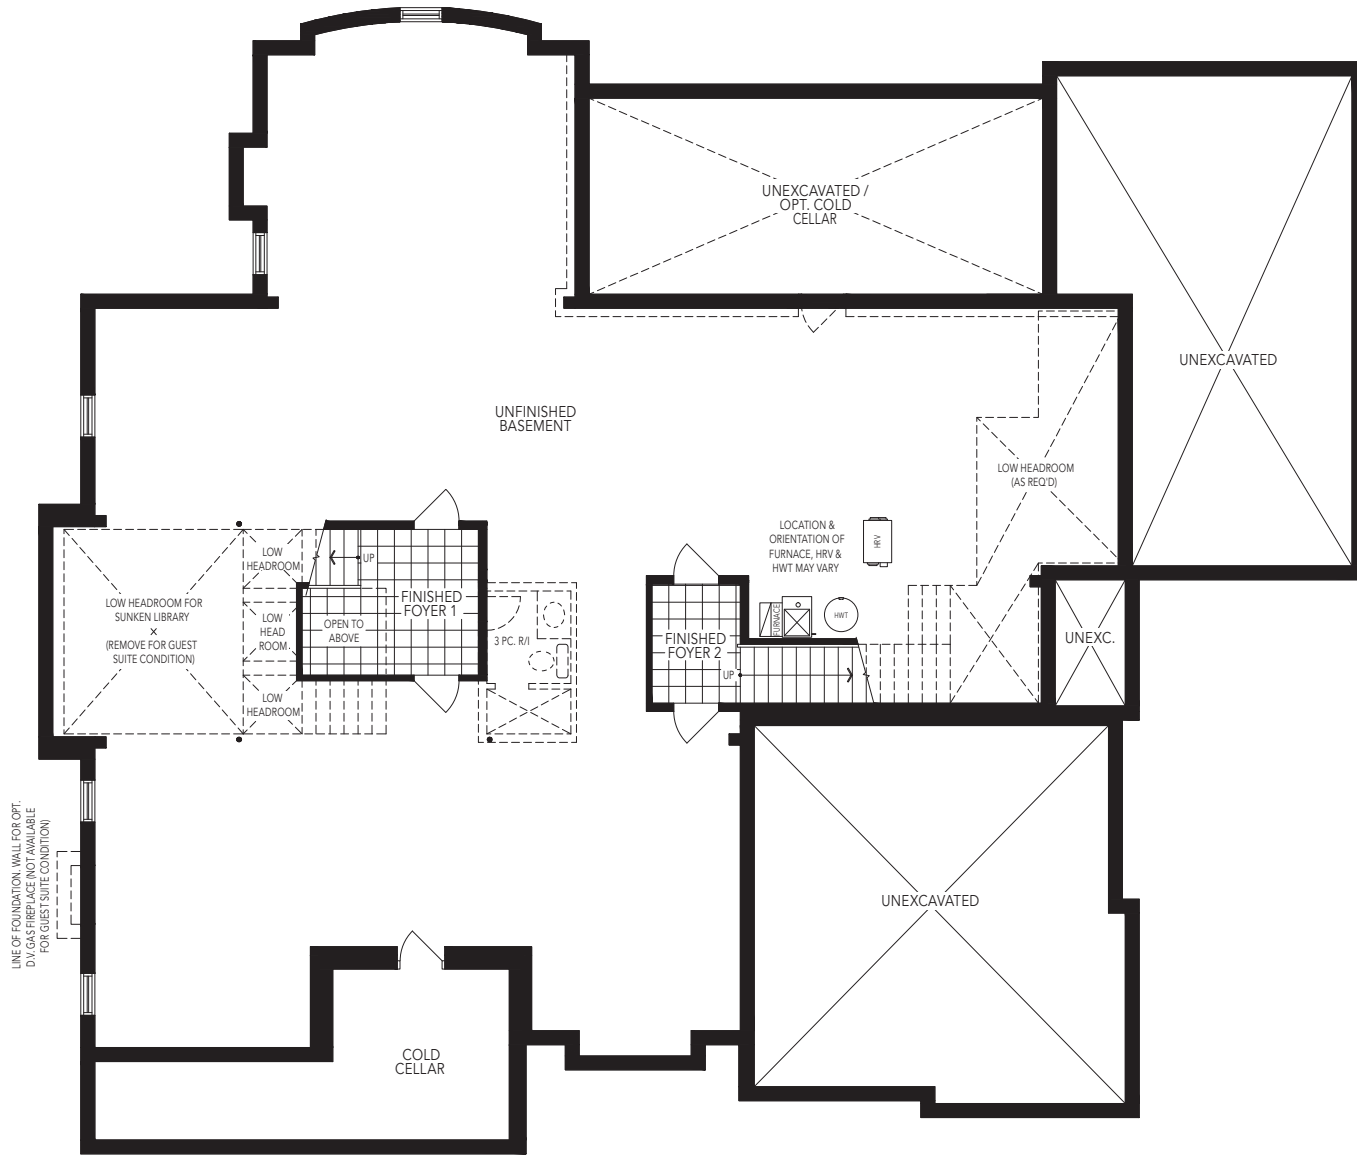 UNEXCAVATED /
OPT. COLD
CELLAR
UNEXCAVATED
UNFINISHED
BASEMENT
LOW HEADROOM
(AS REQ'D)
LOCATION &
ORIENTATION OF
FURNACE, HRV &
HWT MAY VARY
HRV
LOW
HEADROOM
UP
LOW HEADROOM FOR
SUNKEN LIBRARY
(REMOVE FOR GUEST
SUITE CONDITION)
LOW
HEAD
ROOM
OPEN TO
ABOVE
FINISHED
FOYER 1
3 PC. R/I
LOW
HEADROOM
FINISHED
FOYER 2
UP
FURNACE
HWT
UNEXC.
LINE OF FOUNDATION. WALL FOR OPT.
D.V. GAS FIREPLACE (NOT AVAILABLE
FOR GUEST SUITE CONDITION)
UNEXCAVATED
COLD
CELLAR